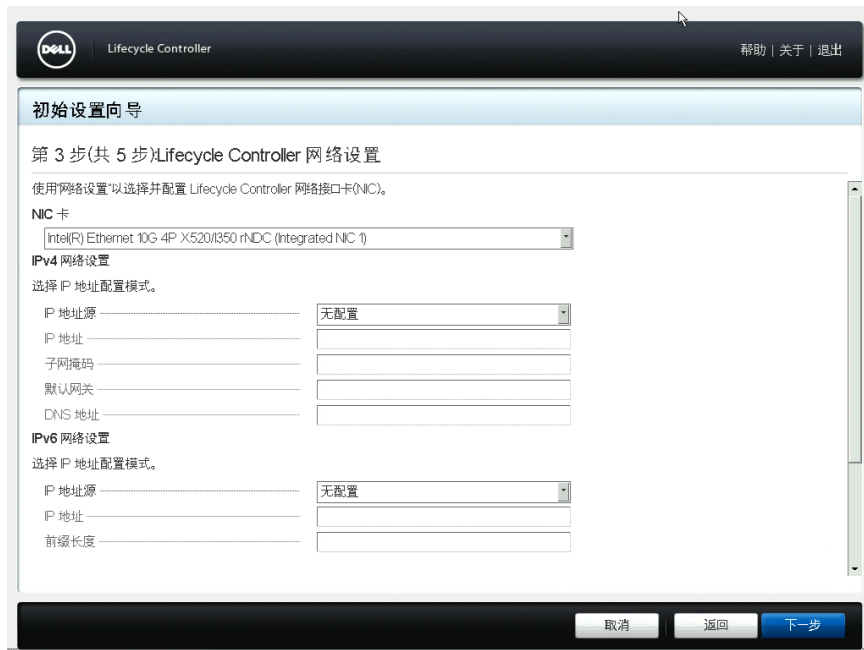 DELL
Lifecycle Controller
帮助 | 关于 | 退出
初始设置向导
第 3 步(共 5 步):Lifecycle Controller 网络设置
使用"网络设置"以选择并配置 Lifecycle Controller 网络接口卡(NIC)。
NIC 卡
Intel(R) Ethernet 10G 4P X520/I350 rNDC (Integrated NIC 1)
IPv4 网络设置
选择 IP 地址配置模式。
IP 地址源 无配置
IP 地址
子网掩码
默认网关
DNS 地址
IPv6 网络设置
选择 IP 地址配置模式。
IP 地址源 无配置
IP 地址
前缀长度
取消 返回 下一步